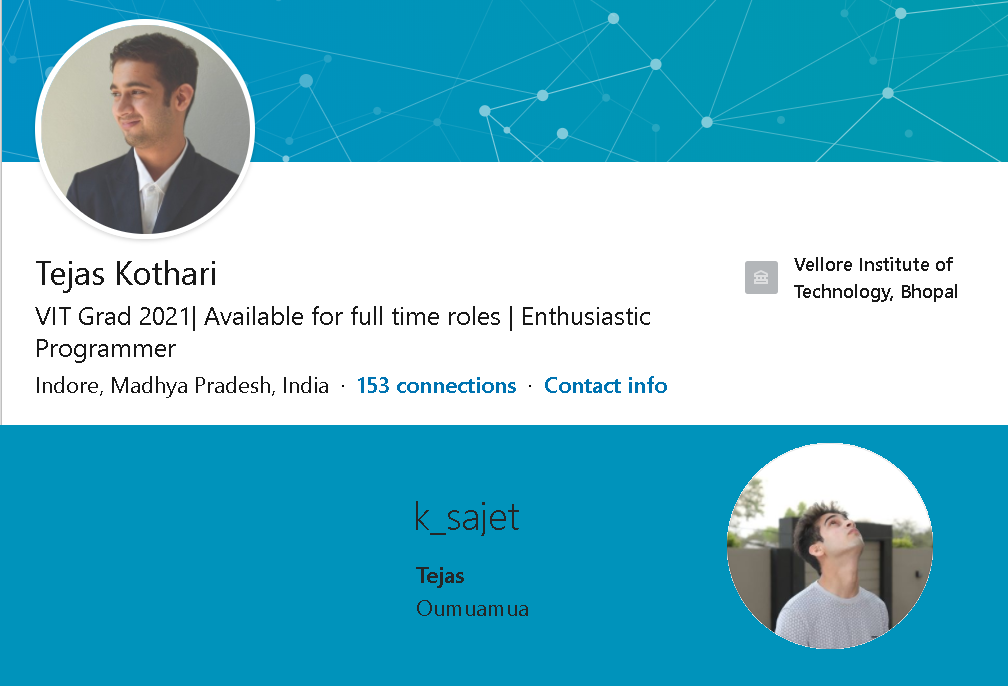 Tejas Kothari
VIT Grad 2021| Available for full time roles | Enthusiastic
Programmer
Indore, Madhya Pradesh, India · 153 connections · Contact info
Vellore Institute of
Technology, Bhopal
k_sajet
Tejas
Oumuamua